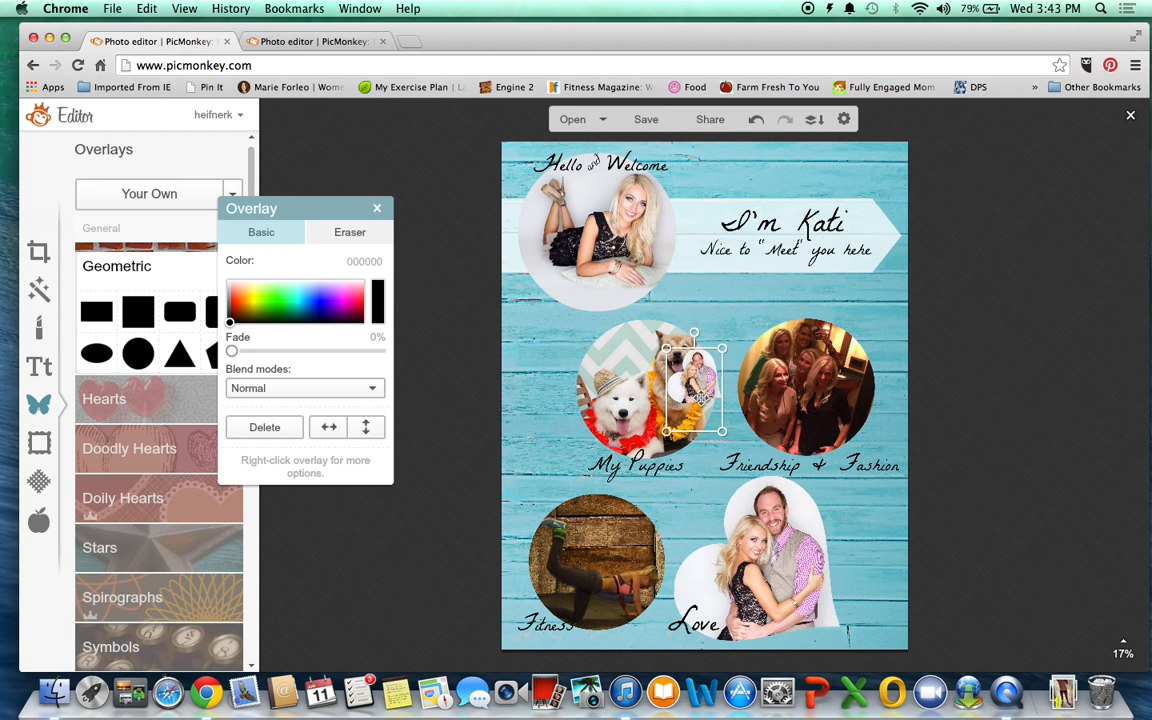 Chrome File Edit View History Bookmarks Window Help
79% Wed 3:43 PM
Photo editor | PicMonkey: Photo editor | PicMonkey:
www.picmonkey.com
Apps Imported From IE Pin It Marie Forleo | Wom My Exercise Plan | La Engine 2 Fitness Magazine: W Food Farm Fresh To You Fully Engaged Mom DPS » Other Bookmarks
Editor heifnerk
Open Save Share
Overlays
Your Own
General
Geometric
Hearts
Doodly Hearts
Doily Hearts
Stars
Spirographs
Symbols
Overlay
Basic Eraser
Color: 000000
Fade 0%
Blend modes:
Normal
Delete
Right-click overlay for more
options.
Hello and Welcome
I'm Kati
Nice to "Meet" you hehe
My Puppies Friendship & Fashion
Fitness Love
17%
3
11